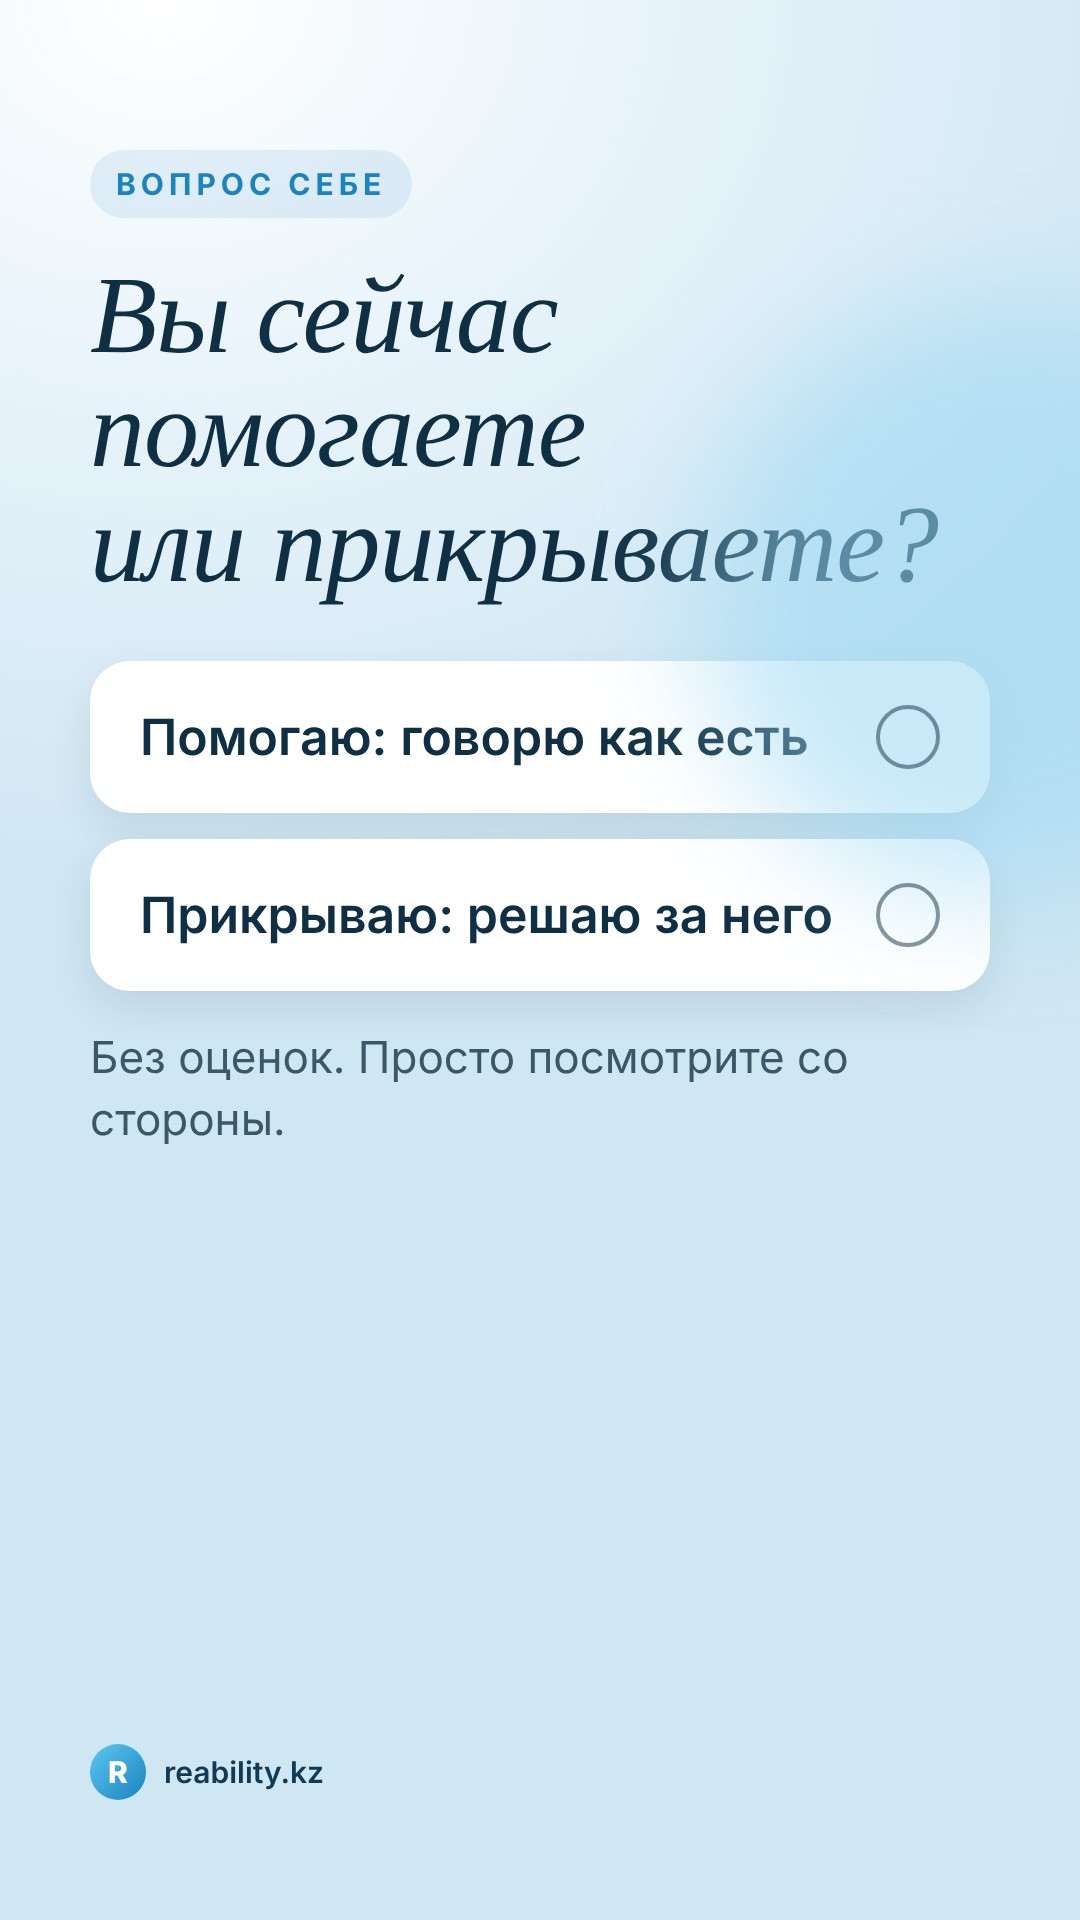 ВОПРОС СЕБЕ
Вы сейчас
помогаете
или прикрываете?
Помогаю: говорю как есть
Прикрываю: решаю за него
Без оценок. Просто посмотрите со
стороны.
R reability.kz